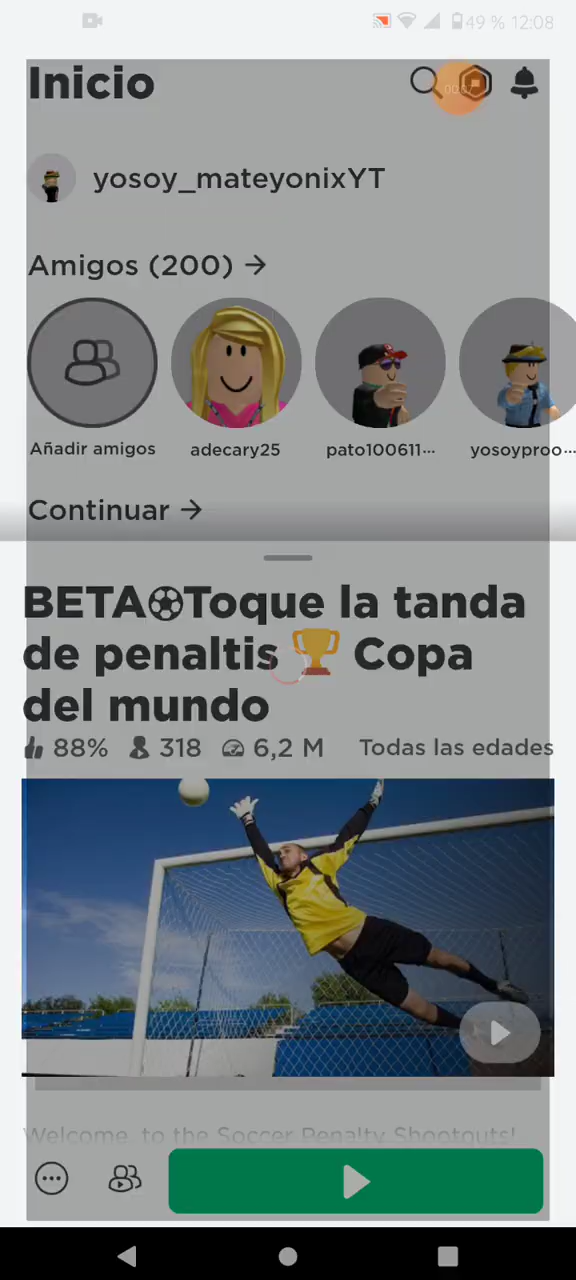 49 % 12:08
Inicio
yosoy_mateyonixYT
Amigos (200) →
Añadir amigos
adecary25
pato100611...
yosoyproo...
Continuar →
BETA⚽Toque la tanda
de penaltis 🏆 Copa
del mundo
88% 318 6,2 M Todas las edades
Welcome, to the Soccer Penalty Shootouts!